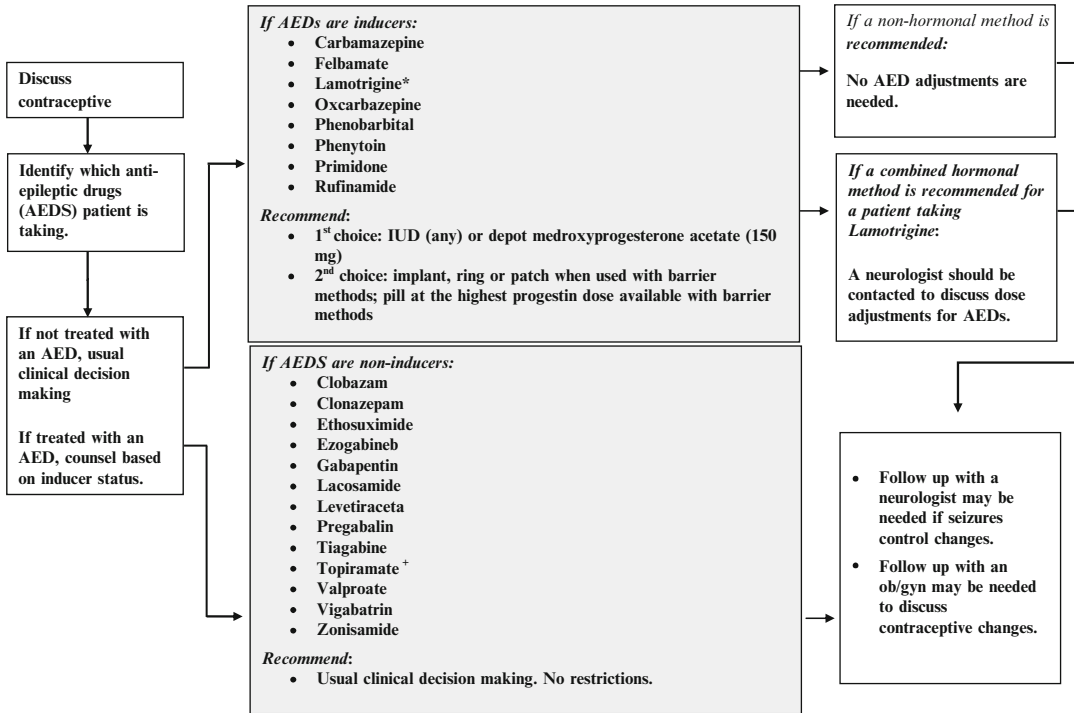 Discuss
contraceptive
Identify which anti-
epileptic drugs
(AEDS) patient is
taking.
If not treated with
an AED, usual
clinical decision
making
If treated with an
AED, counsel based
on inducer status.
If AEDs are inducers:
• Carbamazepine
• Felbamate
• Lamotrigine*
• Oxcarbazepine
• Phenobarbital
• Phenytoin
• Primidone
• Rufinamide
Recommend:
• 1st choice: IUD (any) or depot medroxyprogesterone acetate (150
mg)
• 2nd choice: implant, ring or patch when used with barrier
methods; pill at the highest progestin dose available with barrier
methods
If AEDS are non-inducers:
• Clobazam
• Clonazepam
• Ethosuximide
• Ezogabineb
• Gabapentin
• Lacosamide
• Levetiraceta
• Pregabalin
• Tiagabine
• Topiramate +
• Valproate
• Vigabatrin
• Zonisamide
Recommend:
• Usual clinical decision making. No restrictions.
If a non-hormonal method is
recommended:
No AED adjustments are
needed.
If a combined hormonal
method is recommended for
a patient taking
Lamotrigine:
A neurologist should be
contacted to discuss dose
adjustments for AEDs.
• Follow up with a
neurologist may be
needed if seizures
control changes.
• Follow up with an
ob/gyn may be needed
to discuss
contraceptive changes.